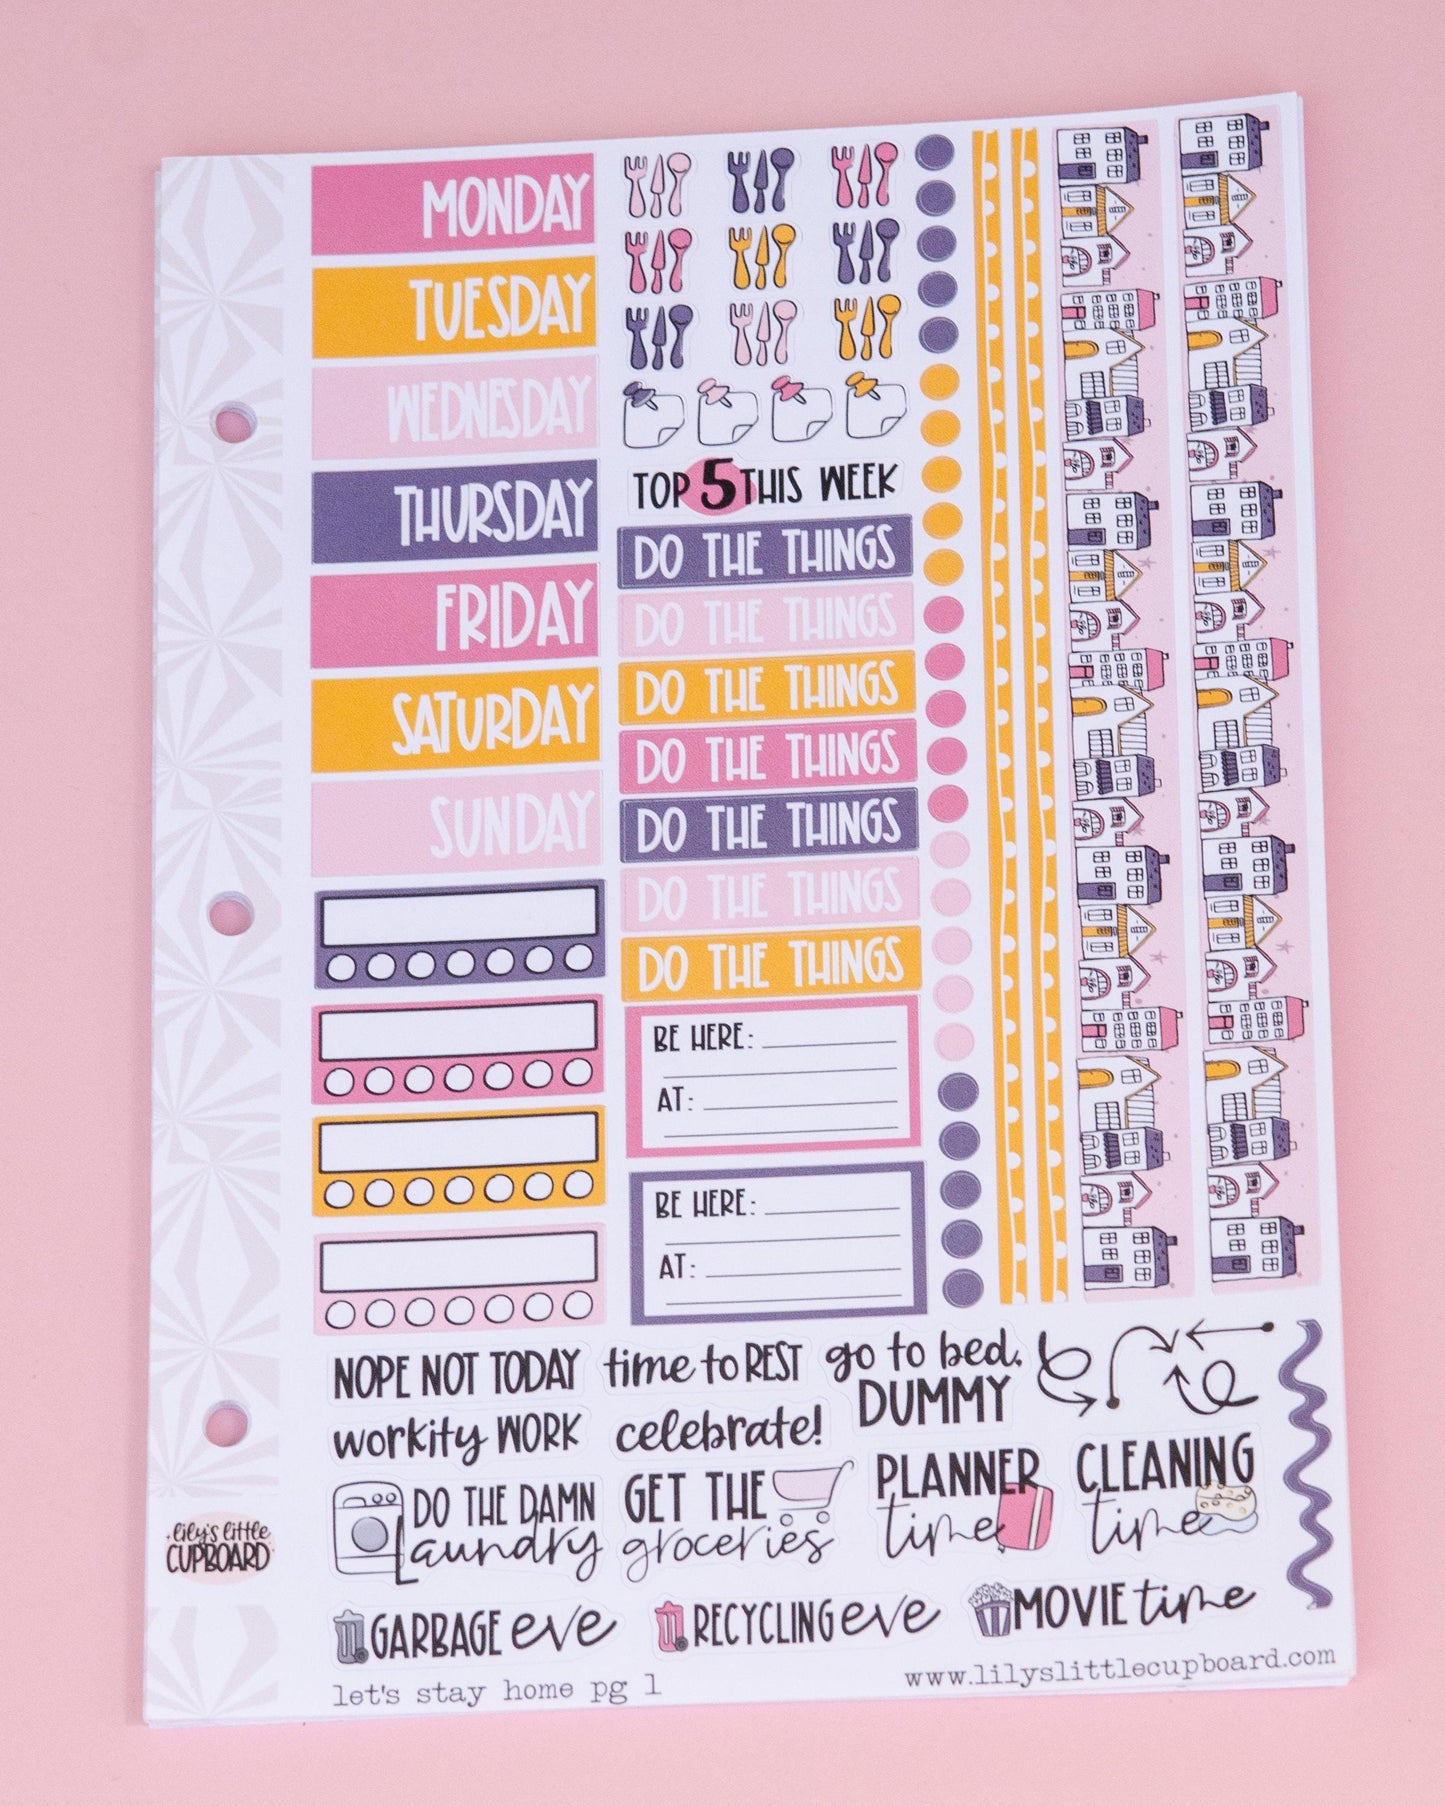 MONDAY
TUESDAY
WEDNESDAY
THURSDAY
FRIDAY
SATURDAY
SUNDAY
TOP 5 THIS WEEK
DO THE THINGS
DO THE THINGS
DO THE THINGS
DO THE THINGS
DO THE THINGS
DO THE THINGS
DO THE THINGS
BE HERE:
AT:
BE HERE:
AT:
NOPE NOT TODAY
time to REST
go to bed,
DUMMY
workity WORK
celebrate!
DO THE DAMN
Laundry
GET THE
groceries
PLANNER
time
CLEANING
time
GARBAGE eve
RECYCLING eve
MOVIE time
lily's little
CUPBOARD
let's stay home pg 1
www.lilyslittlecupboard.com